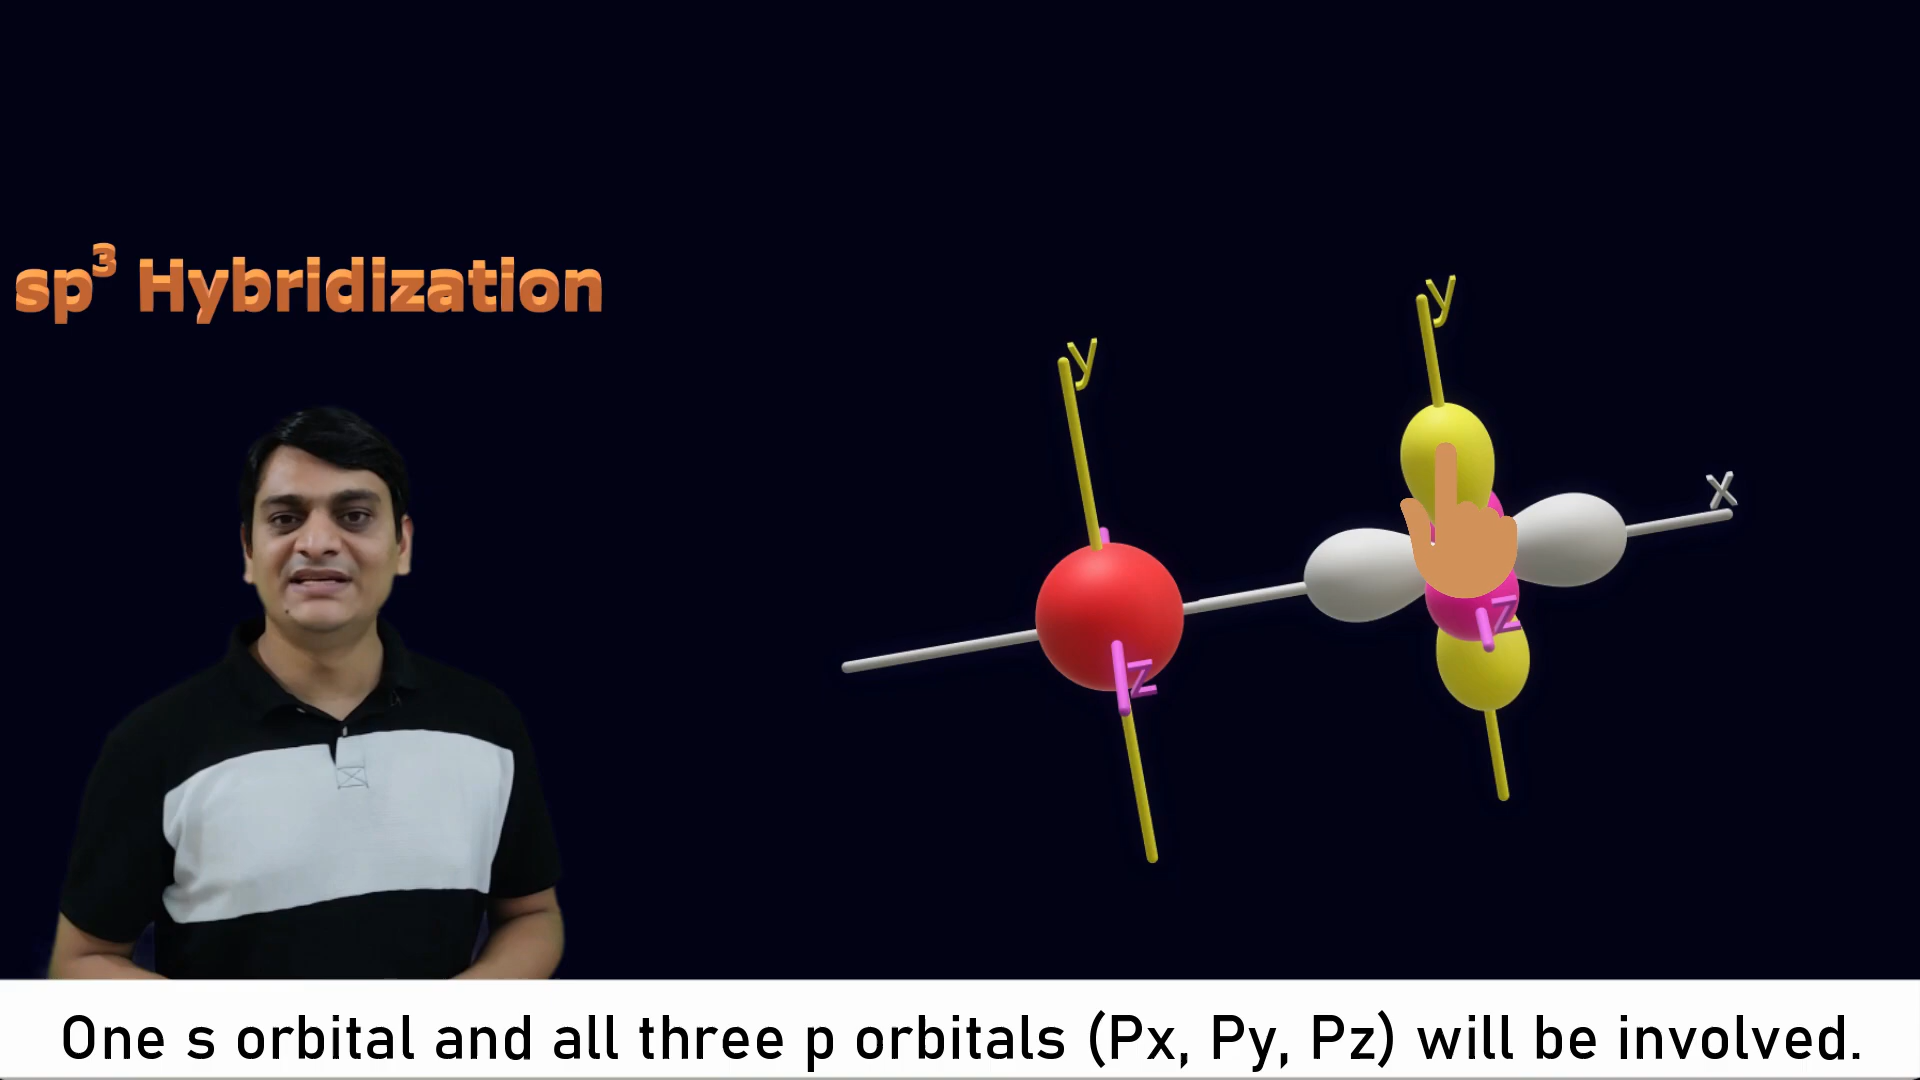 sp³ Hybridization
y
y
x
z
z
One s orbital and all three p orbitals (Px, Py, Pz) will be involved.